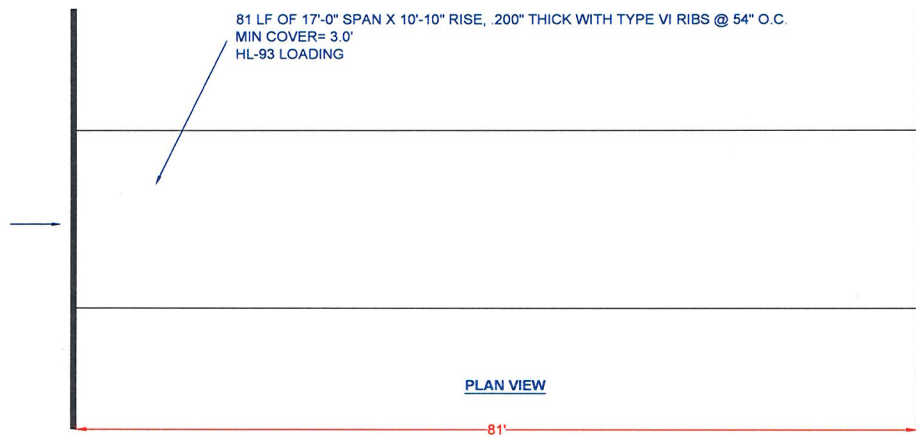 81 LF OF 17'-0" SPAN X 10'-10" RISE, .200" THICK WITH TYPE VI RIBS @ 54" O.C.
MIN COVER= 3.0'
HL-93 LOADING
PLAN VIEW
81'